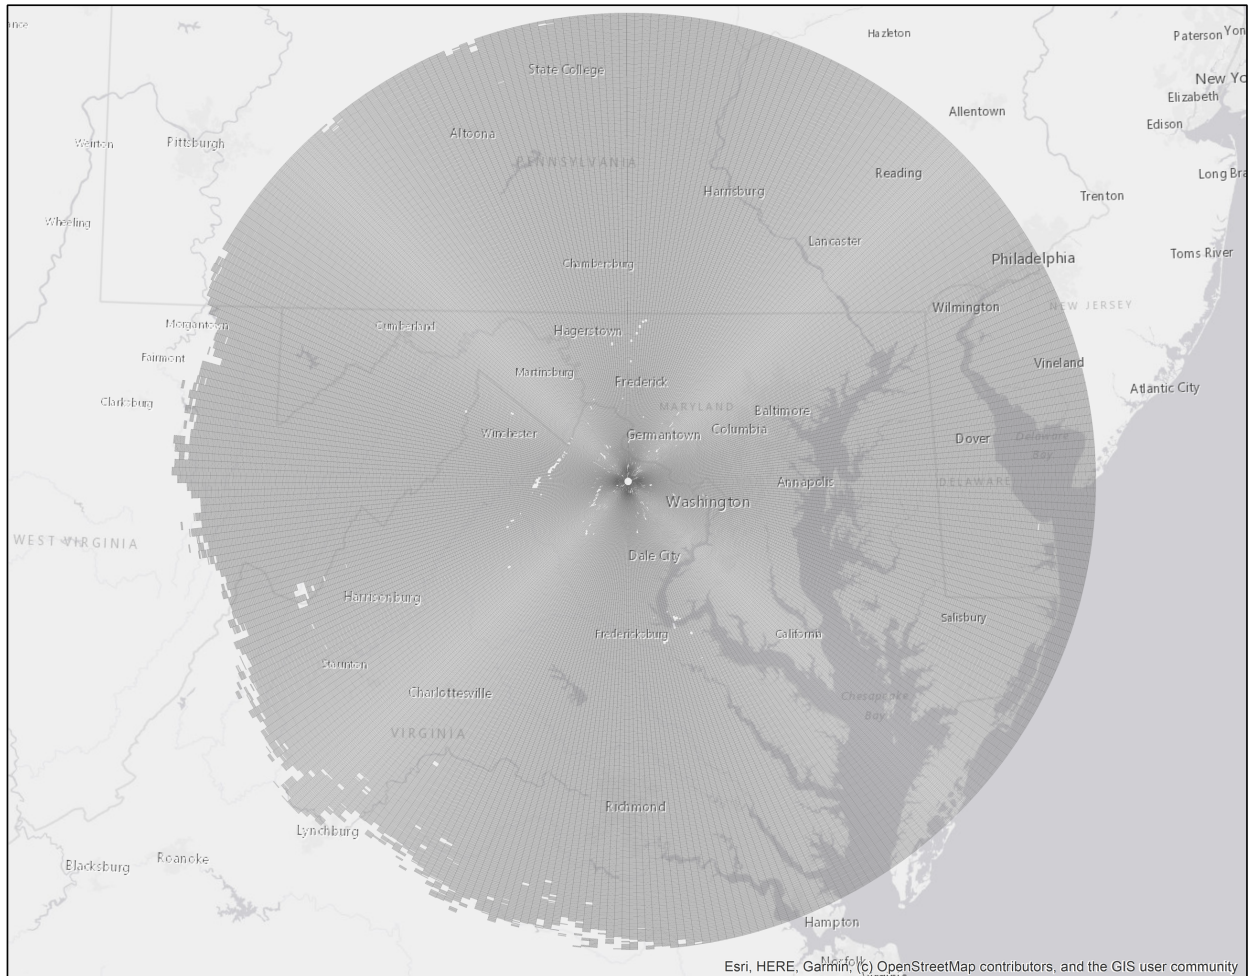 Hazleton
Paterson
Yon
State College
New Yo
Elizabeth
Allentown
Edison
Altoona
Weirton
Pittsburgh
PENNSYLVANIA
Reading
Long Bra
Harrisburg
Trenton
Wheeling
Lancaster
Toms River
Philadelphia
Chambersburg
NEW JERSEY
Wilmington
Morgantown
Cumberland
Hagerstown
Fairmont
Vineland
Martinsburg
Frederick
Atlantic City
Clarksburg
MARYLAND
Baltimore
Columbia
Winchester
Germantown
Dover
Delaware
Bay
Annapolis
DELAWARE
Washington
WEST VIRGINIA
Dale City
Harrisonburg
Salisbury
Fredericksburg
California
Staunton
Charlottesville
Chesapeake
Bay
VIRGINIA
Richmond
Lynchburg
Roanoke
Blacksburg
Hampton
Norfolk
Esri, HERE, Garmin, (c) OpenStreetMap contributors, and the GIS user community